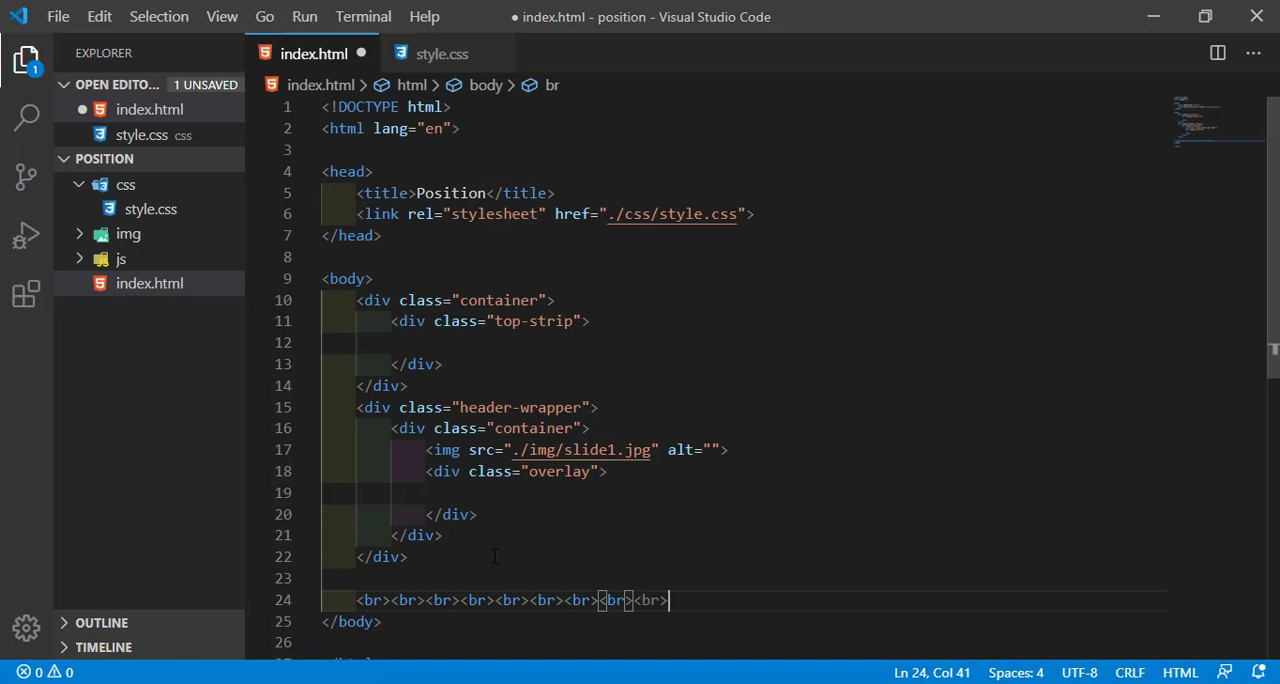 File Edit Selection View Go Run Terminal Help ● index.html - position - Visual Studio Code
EXPLORER
OPEN EDITO... 1 UNSAVED
index.html
style.css css
POSITION
css
style.css
img
js
index.html
OUTLINE
TIMELINE
1
index.html ● style.css
index.html > html > body > br
1 <!DOCTYPE html>
2 <html lang="en">
3
4 <head>
5 <title>Position</title>
6 <link rel="stylesheet" href="./css/style.css">
7 </head>
8
9 <body>
10 <div class="container">
11 <div class="top-strip">
12
13 </div>
14 </div>
15 <div class="header-wrapper">
16 <div class="container">
17 <img src="./img/slide1.jpg" alt="">
18 <div class="overlay">
19
20 </div>
21 </div>
22 </div>
23
24 <br><br><br><br><br><br><br><br><br>
25 </body>
26
0 0 Ln 24, Col 41 Spaces: 4 UTF-8 CRLF HTML